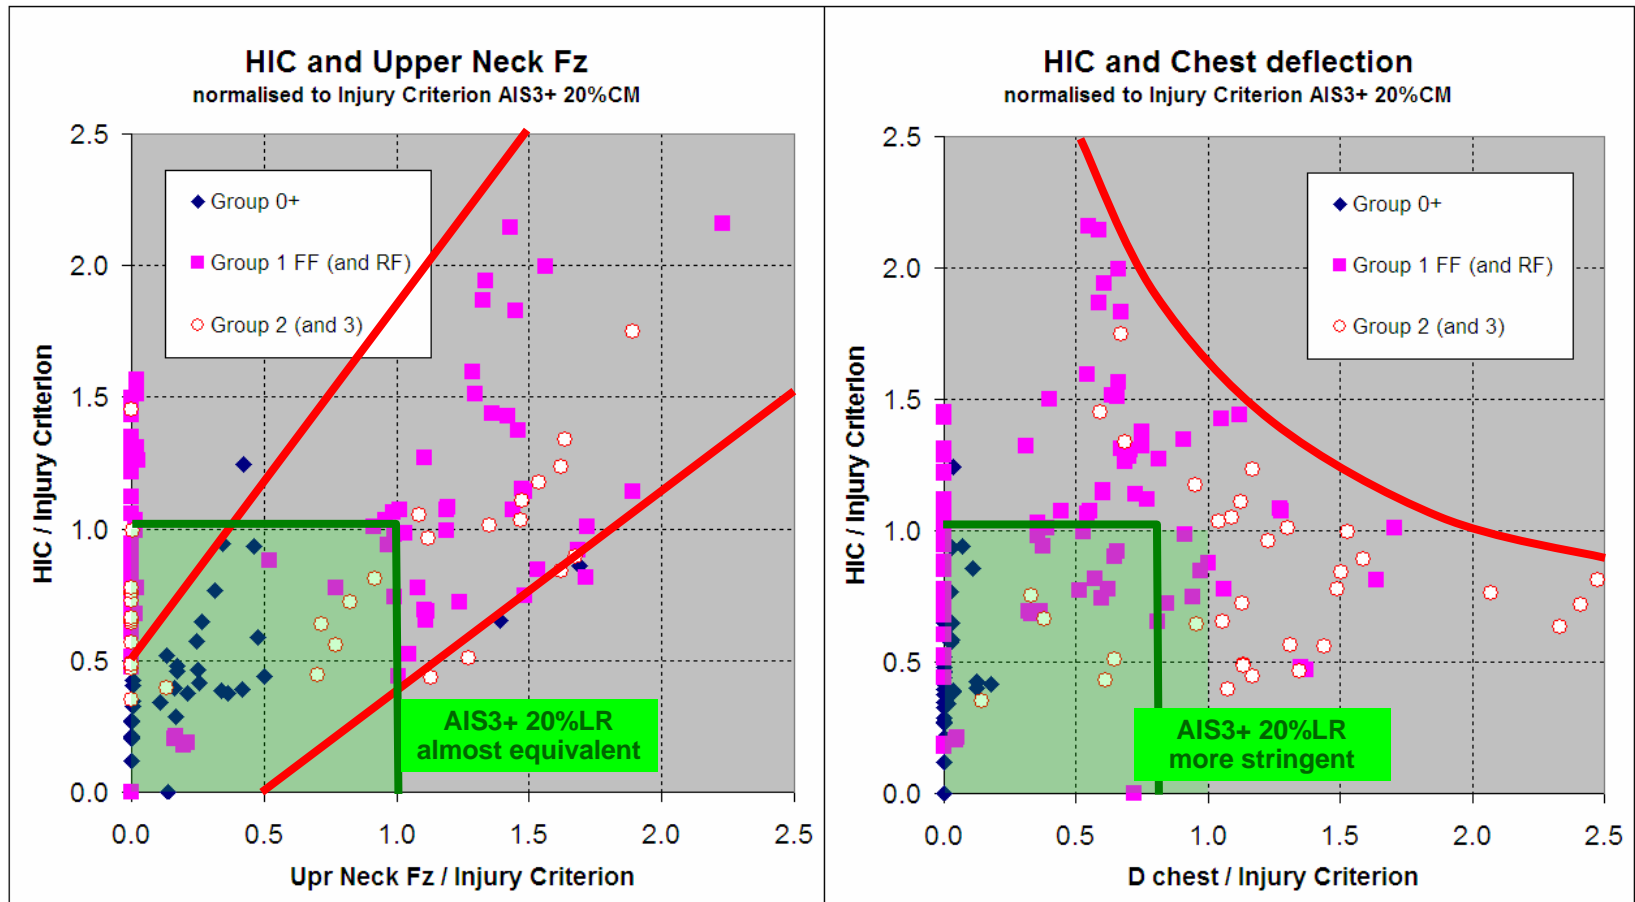 HIC and Upper Neck Fz
normalised to Injury Criterion AIS3+ 20%CM
2.5
2.0
1.5
1.0
0.5
0.0
HIC / Injury Criterion
Group 0+
Group 1 FF (and RF)
Group 2 (and 3)
AIS3+ 20%LR
almost equivalent
0.0
0.5
1.0
1.5
2.0
2.5
Upr Neck Fz / Injury Criterion
HIC and Chest deflection
normalised to Injury Criterion AIS3+ 20%CM
2.5
2.0
1.5
1.0
0.5
0.0
HIC / Injury Criterion
Group 0+
Group 1 FF (and RF)
Group 2 (and 3)
AIS3+ 20%LR
more stringent
0.0
0.5
1.0
1.5
2.0
2.5
D chest / Injury Criterion